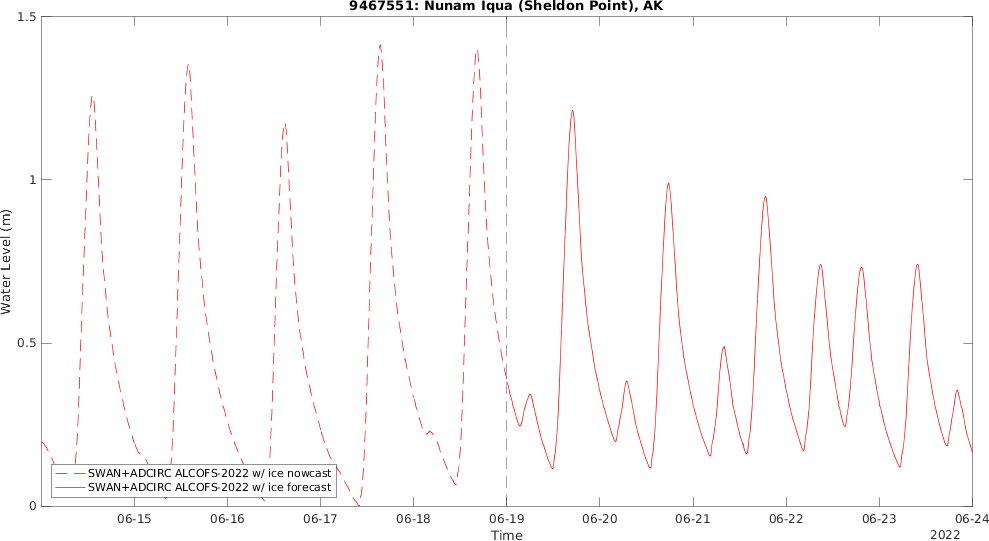 9467551: Nunam Iqua (Sheldon Point), AK
1.5
1
0.5
0
Water Level (m)
SWAN+ADCIRC ALCOFS-2022 w/ ice nowcast
SWAN+ADCIRC ALCOFS-2022 w/ ice forecast
06-15 06-16 06-17 06-18 06-19 06-20 06-21 06-22 06-23 06-24
Time
2022